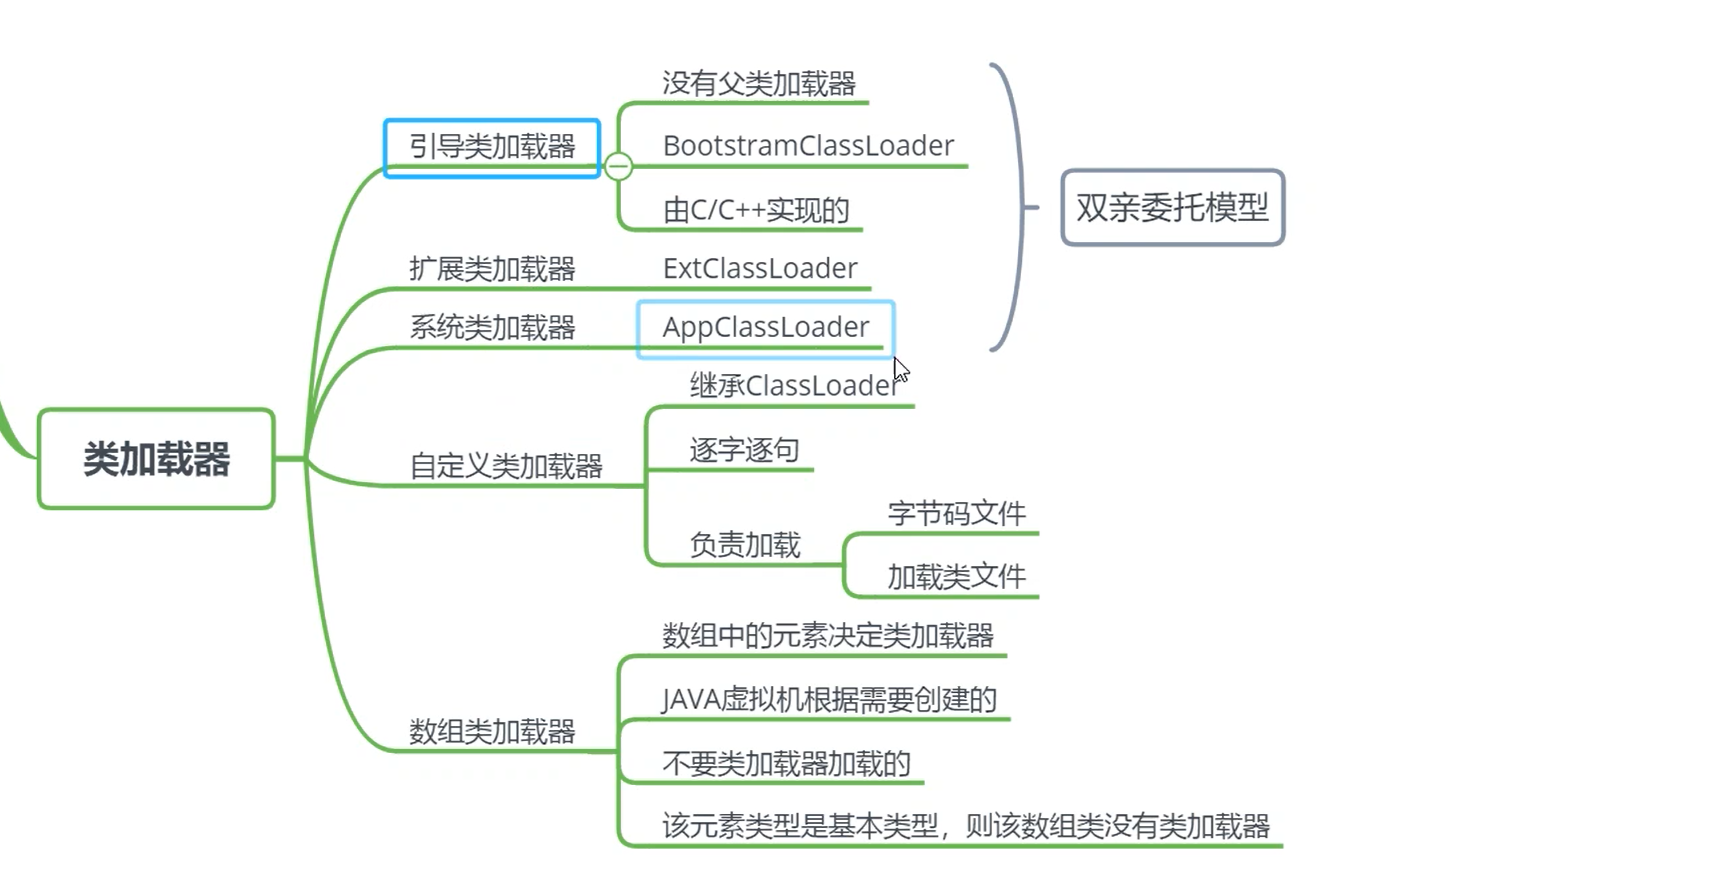 类加载器
引导类加载器
没有父类加载器
BootstramClassLoader
由C/C++实现的
扩展类加载器
ExtClassLoader
系统类加载器
AppClassLoader
双亲委托模型
自定义类加载器
继承ClassLoader
逐字逐句
负责加载
字节码文件
加载类文件
数组类加载器
数组中的元素决定类加载器
JAVA虚拟机根据需要创建的
不要类加载器加载的
该元素类型是基本类型，则该数组类没有类加载器